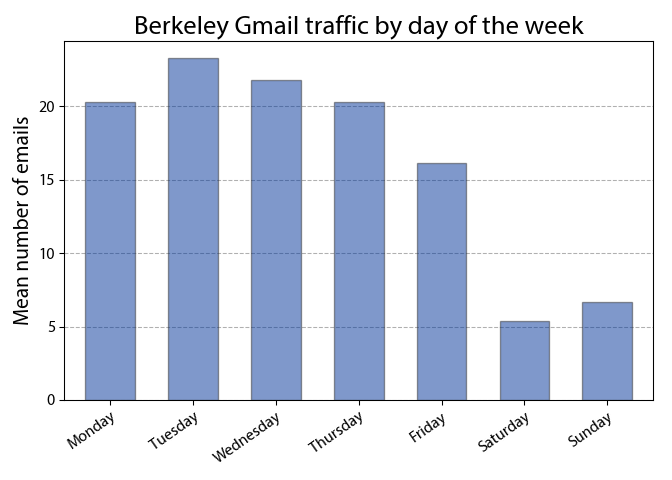 Berkeley Gmail traffic by day of the week
Mean number of emails
20
15
10
5
0
Monday
Tuesday
Wednesday
Thursday
Friday
Saturday
Sunday